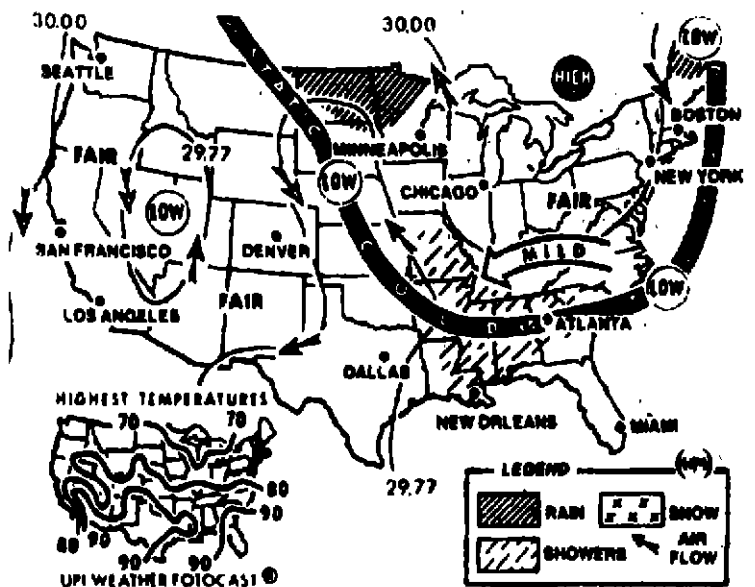 30.00
30.00
LOW
SEATTLE
HIGH
BOSTON
MINNEAPOLIS
FAIR
29.77
LOW
NEW YORK
CHICAGO
LOW
FAIR
SAN FRANCISCO
DENVER
MILD
LOW
FAIR
LOS ANGELES
ATLANTA
DALLAS
HIGHEST TEMPERATURES
NEW ORLEANS
MIAMI
70
70
29.77
LEGEND
UPI
80
RAIN
SNOW
90
80
90
SHOWERS
AIR
FLOW
90
90
UPI WEATHER FOTOCAST ®